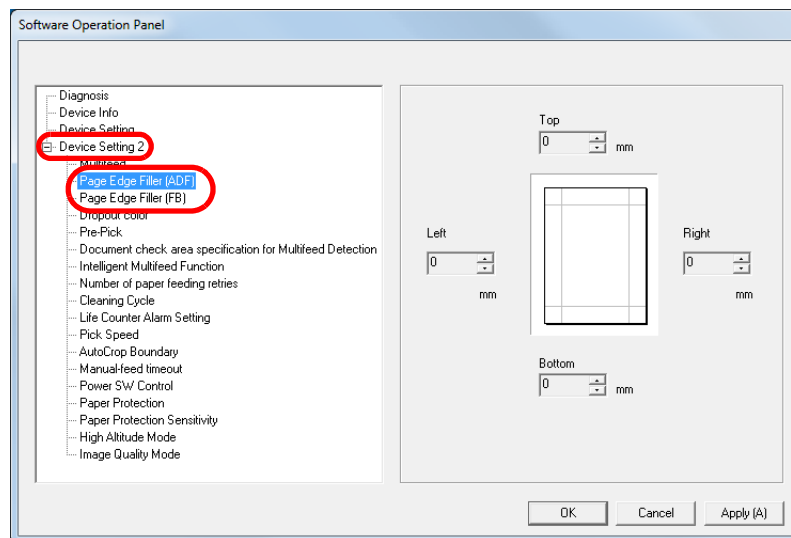 Software Operation Panel
Diagnosis
Device Info
Device Setting
Device Setting 2
Multifeed
Page Edge Filler (ADF)
Page Edge Filler (FB)
Dropout color
Pre-Pick
Document check area specification for Multifeed Detection
Intelligent Multifeed Function
Number of paper feeding retries
Cleaning Cycle
Life Counter Alarm Setting
Pick Speed
AutoCrop Boundary
Manual-feed timeout
Power SW Control
Paper Protection
Paper Protection Sensitivity
High Altitude Mode
Image Quality Mode
Top
0 mm
Left
0
mm
Right
0
mm
Bottom
0 mm
OK Cancel Apply (A)